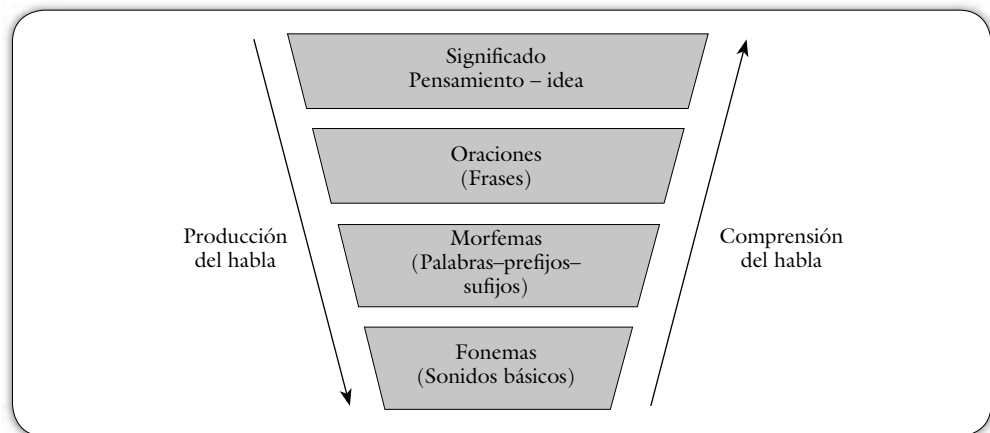 Significado
Pensamiento – idea
Oraciones
(Frases)
Producción
del habla
Morfemas
(Palabras–prefijos–
sufijos)
Comprensión
del habla
Fonemas
(Sonidos básicos)